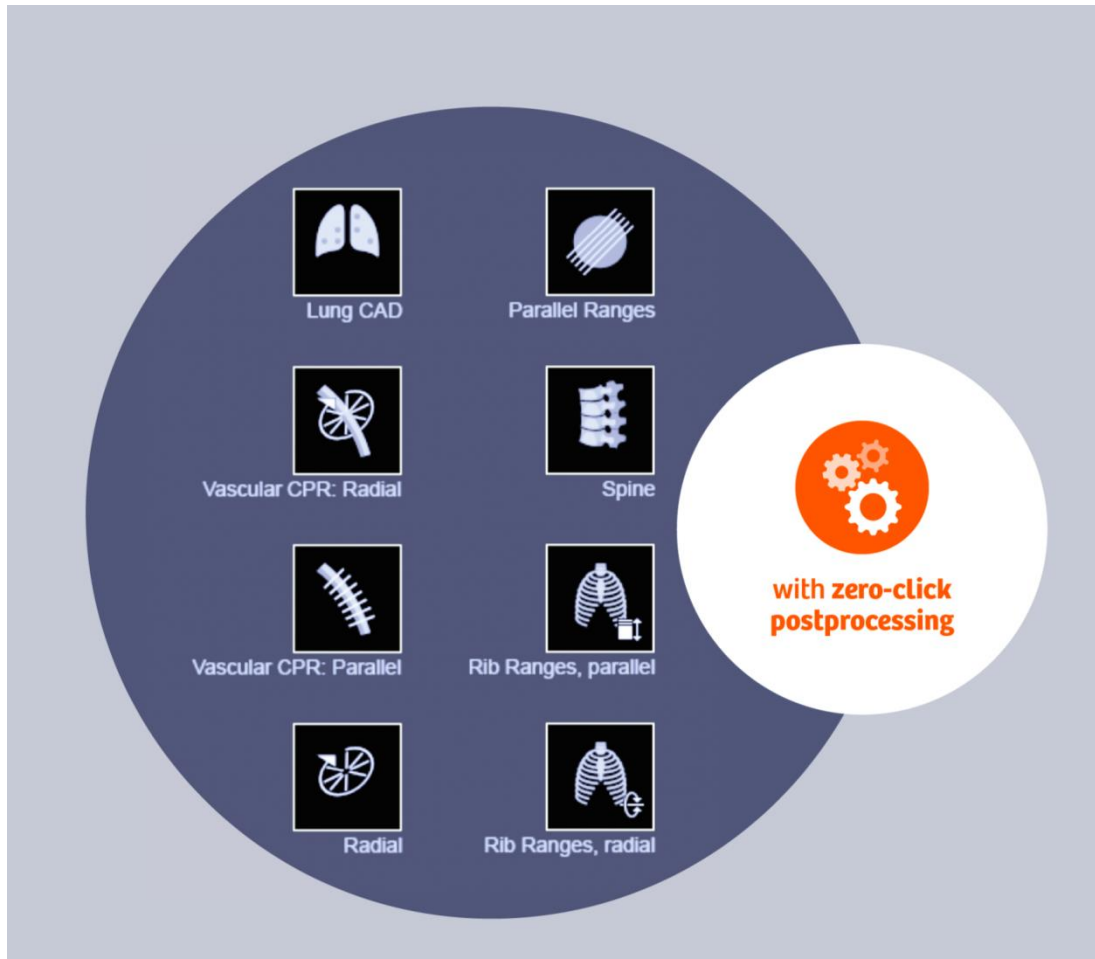 Lung CAD
Parallel Ranges
Vascular CPR: Radial
Spine
Vascular CPR: Parallel
Rib Ranges, parallel
Radial
Rib Ranges, radial
with zero-click
postprocessing